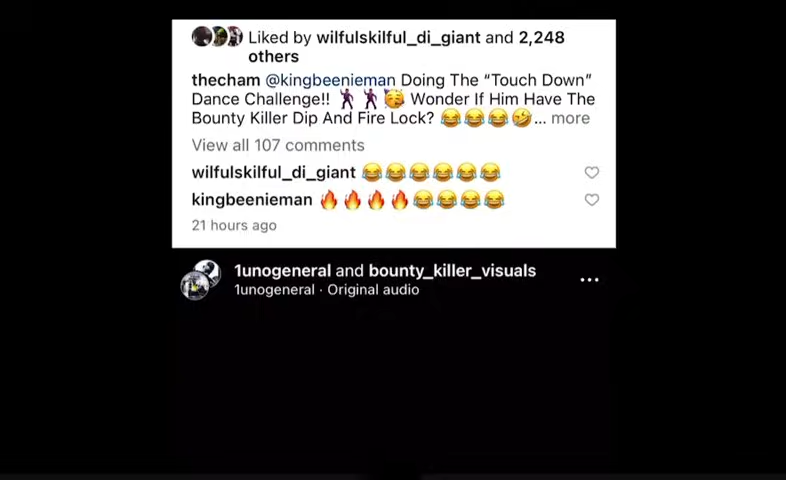 Liked by wilfulskilful_di_giant and 2,248
others
thecham @kingbeenieman Doing The “Touch Down”
Dance Challenge!! 🕺🕺🥳 Wonder If Him Have The
Bounty Killer Dip And Fire Lock? 😂😂😂🤣... more
View all 107 comments
wilfulskilful_di_giant 😂😂😂😂😂😂
kingbeenieman 🔥🔥🔥🔥😂😂😂😂
21 hours ago
1unogeneral and bounty_killer_visuals
1unogeneral · Original audio